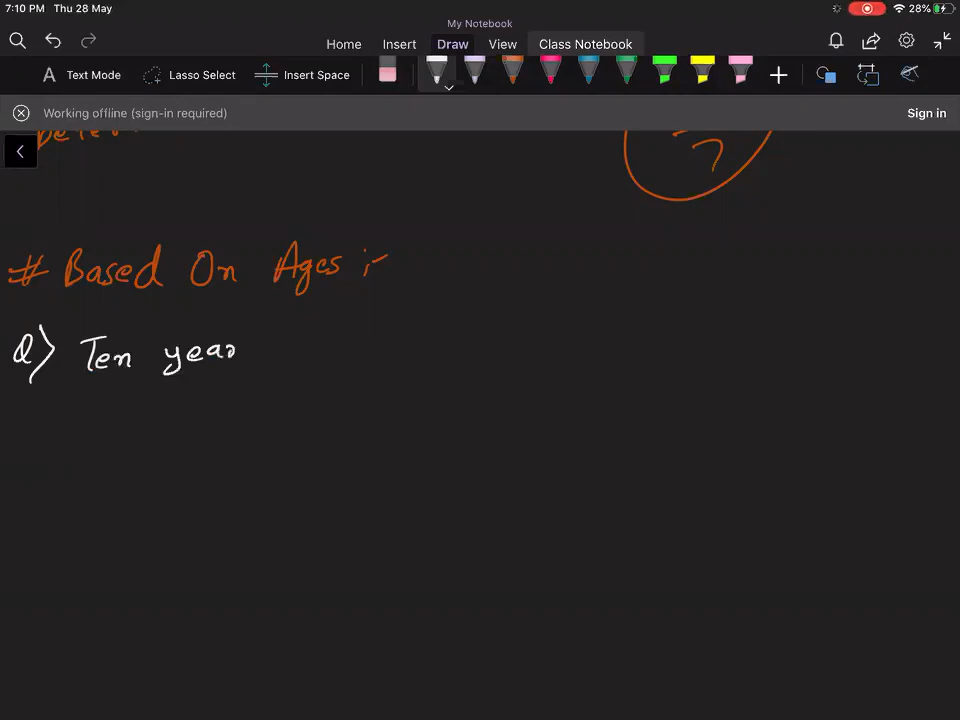 7:10 PM Thu 28 May
28%
My Notebook
Home Insert Draw View Class Notebook
Text Mode Lasso Select Insert Space
Working offline (sign-in required) Sign in
7
# Based On Ages :-
Q) Ten year